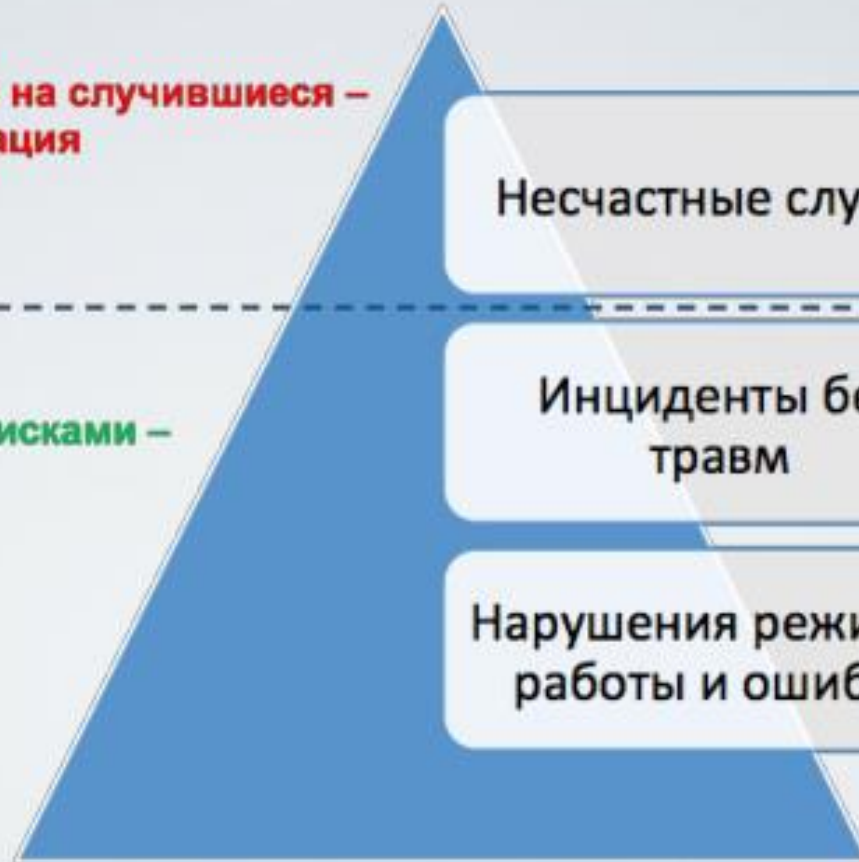 на случившиеся –
ация
Несчастные слу
исками –
Инциденты бе
травм
Нарушения режи
работы и ошиб